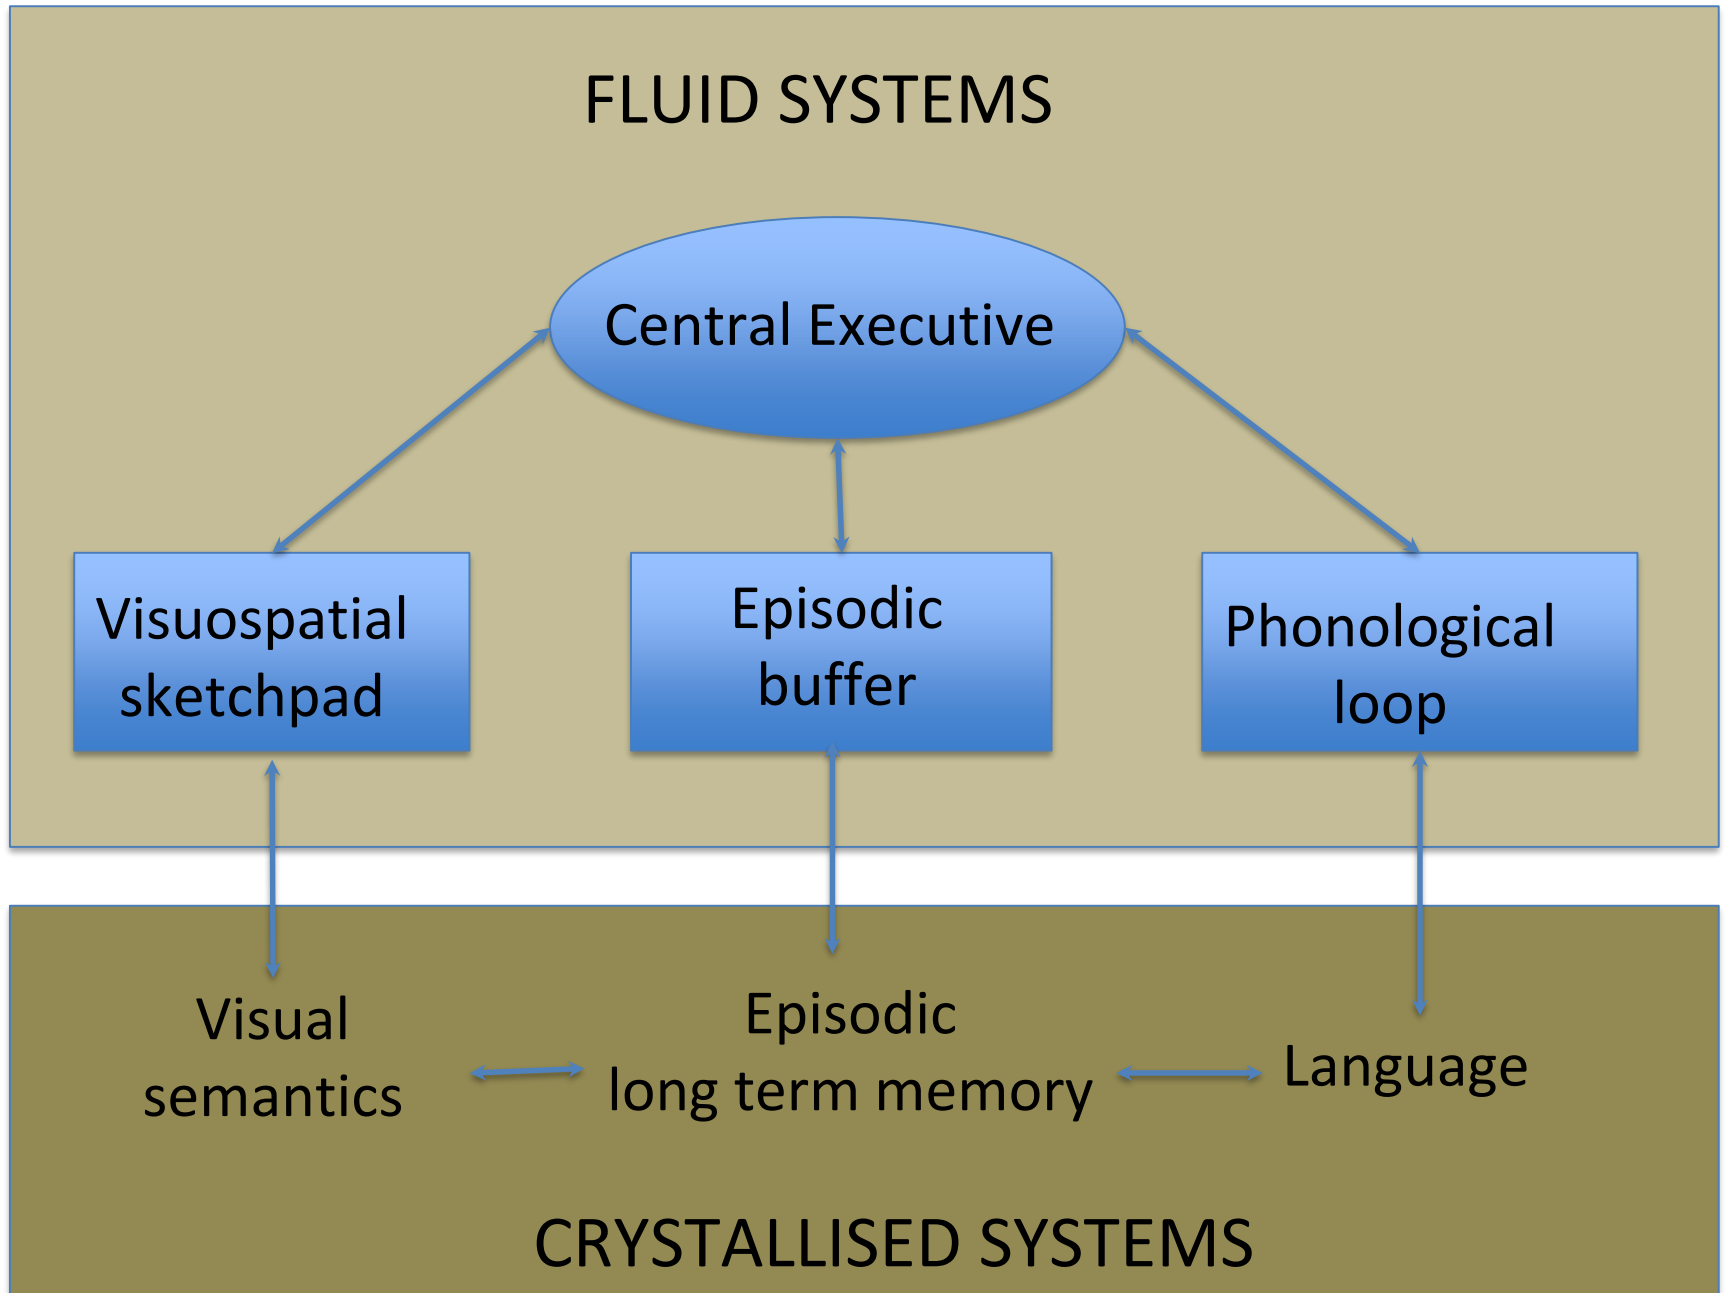 FLUID SYSTEMS
Central Executive
Visuospatial
sketchpad
Episodic
buffer
Phonological
loop
Visual
semantics
Episodic
long term memory
Language
CRYSTALLISED SYSTEMS